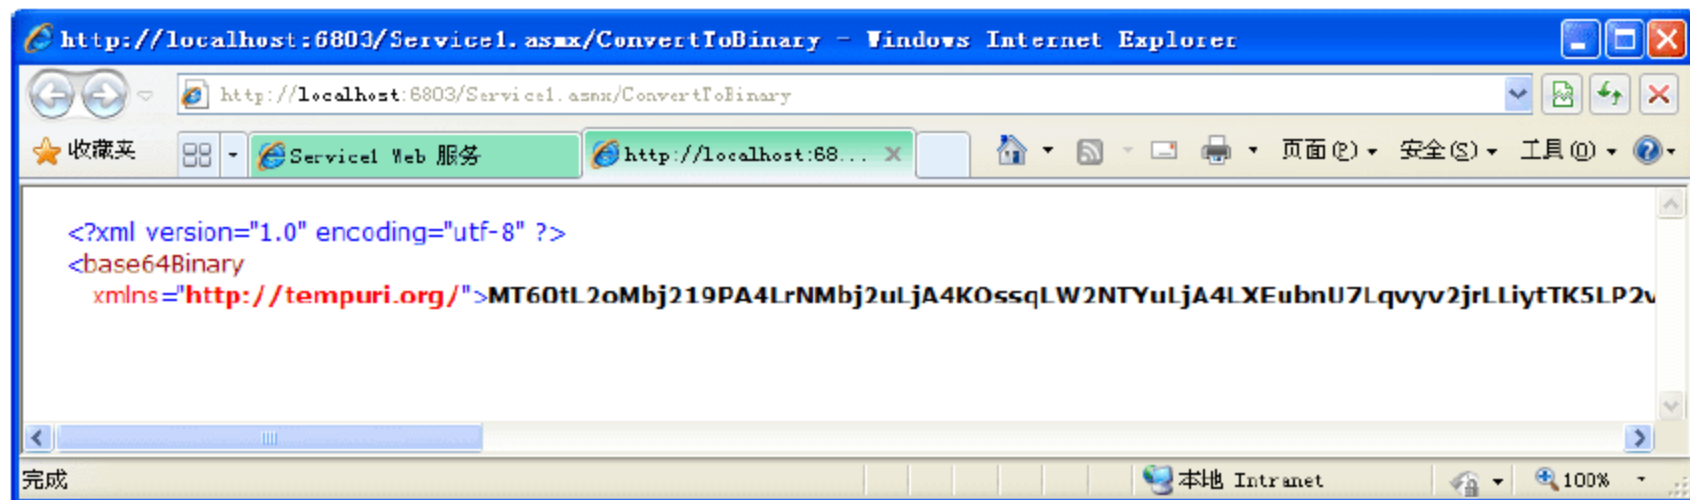 http://localhost:6803/Service1.asmx/ConvertToBinary - Windows Internet Explorer
http://localhost:6803/Service1.asmx/ConvertToBinary
收藏夹 Service1 Web 服务 http://localhost:68... 页面(P) 安全(S) 工具(O)
<?xml version="1.0" encoding="utf-8" ?>
<base64Binary
xmlns="http://tempuri.org/">MT60tL2oMbj219PA4LrNMbj2uLjA4KOssqLW2NTYuLjA4LXEubnU7Lqvyv2jrLLiytTK5LP2v
完成 本地 Intranet 100%